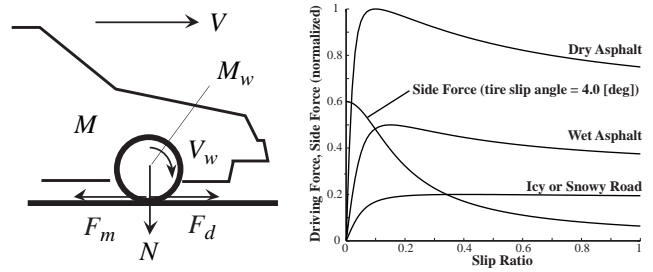 V
M_w
M
V_w
F_m
F_d
N
Driving Force, Side Force (normalized)
1
0.8
0.6
0.4
0.2
0
Dry Asphalt
Side Force (tire slip angle = 4.0 [deg])
Wet Asphalt
Icy or Snowy Road
0 0.2 0.4 0.6 0.8 1
Slip Ratio